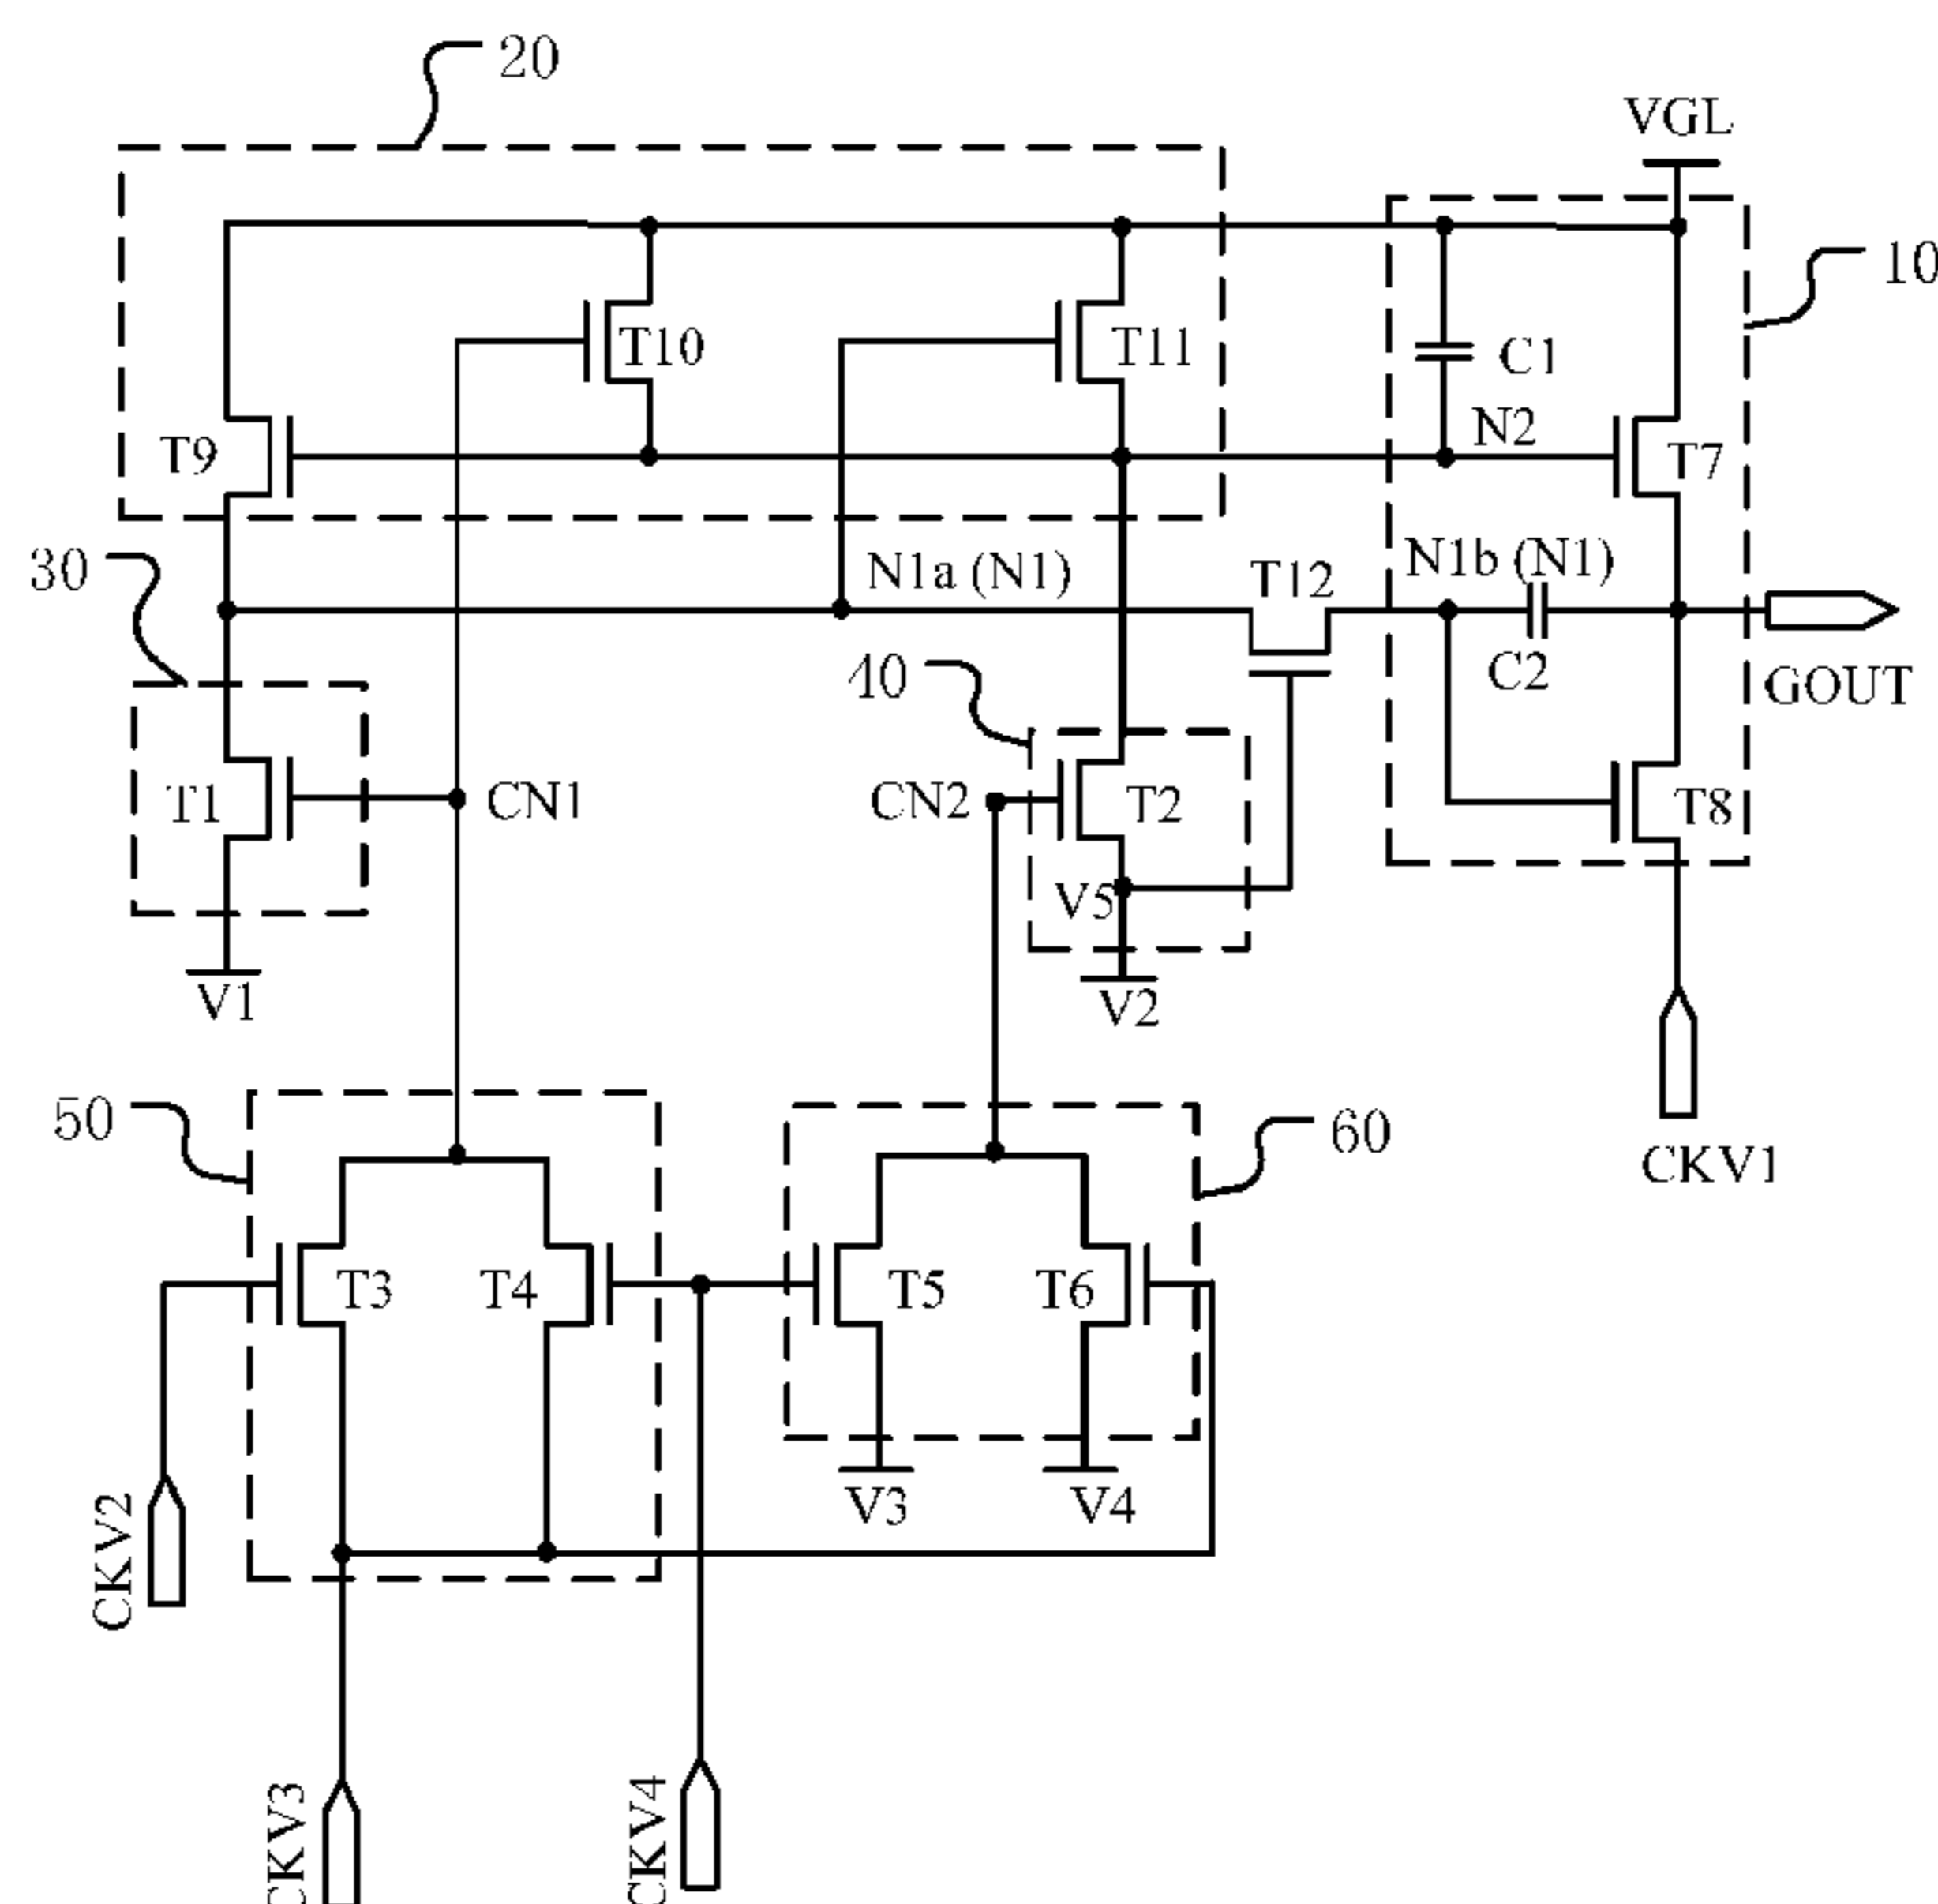 20
VGL
10
T10
T11
C1
N2
T9
T7
30
N1a (N1)
T12
N1b (N1)
C2
GOUT
40
T1
CN1
CN2
T2
T8
V5
V1
V2
50
60
CKV1
T3
T4
T5
T6
V3
V4
CKV2
CKV3
CKV4